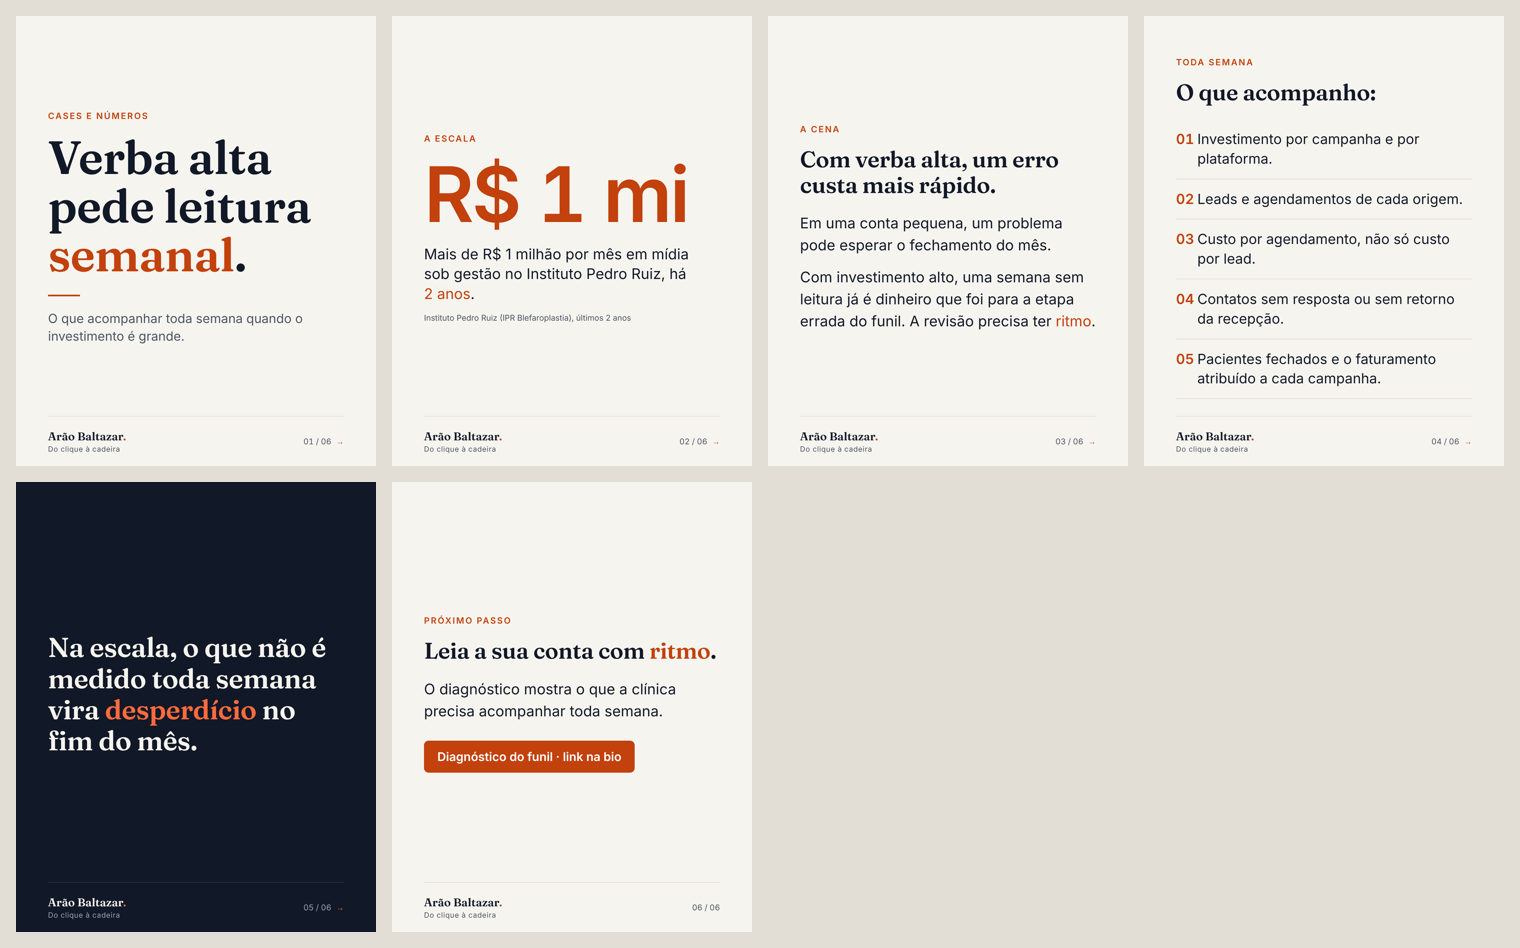 CASES E NÚMEROS
Verba alta
pede leitura
semanal.
O que acompanhar toda semana quando o
investimento é grande.
Arão Baltazar.
Do clique à cadeira
01 / 06 →
A ESCALA
R$ 1 mi
Mais de R$ 1 milhão por mês em mídia
sob gestão no Instituto Pedro Ruiz, há
2 anos.
Instituto Pedro Ruiz (IPR Blefaroplastia), últimos 2 anos
Arão Baltazar.
Do clique à cadeira
02 / 06 →
A CENA
Com verba alta, um erro
custa mais rápido.
Em uma conta pequena, um problema
pode esperar o fechamento do mês.
Com investimento alto, uma semana sem
leitura já é dinheiro que foi para a etapa
errada do funil. A revisão precisa ter ritmo.
Arão Baltazar.
Do clique à cadeira
03 / 06 →
TODA SEMANA
O que acompanho:
01 Investimento por campanha e por
plataforma.
02 Leads e agendamentos de cada origem.
03 Custo por agendamento, não só custo
por lead.
04 Contatos sem resposta ou sem retorno
da recepção.
05 Pacientes fechados e o faturamento
atribuído a cada campanha.
Arão Baltazar.
Do clique à cadeira
04 / 06 →
Na escala, o que não é
medido toda semana
vira desperdício no
fim do mês.
Arão Baltazar.
Do clique à cadeira
05 / 06 →
PRÓXIMO PASSO
Leia a sua conta com ritmo.
O diagnóstico mostra o que a clínica
precisa acompanhar toda semana.
Diagnóstico do funil · link na bio
Arão Baltazar.
Do clique à cadeira
06 / 06